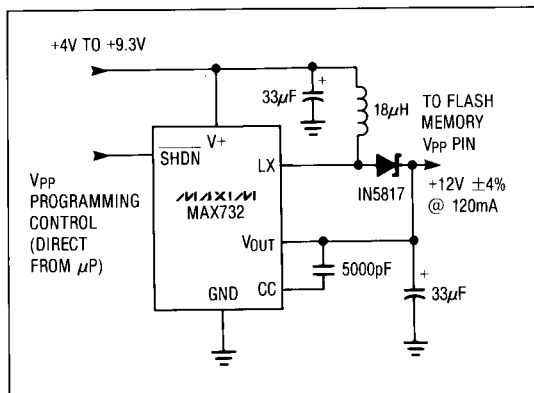 +4V TO +9.3V
33µF
+
18µH
TO FLASH
MEMORY
VPP PIN
V+
SHDN
LX
IN5817
+12V ±4%
@ 120mA
VPP
PROGRAMMING
CONTROL
(DIRECT
FROM µP)
MAXIM
MAX732
VOUT
5000pF
+
33µF
GND
CC